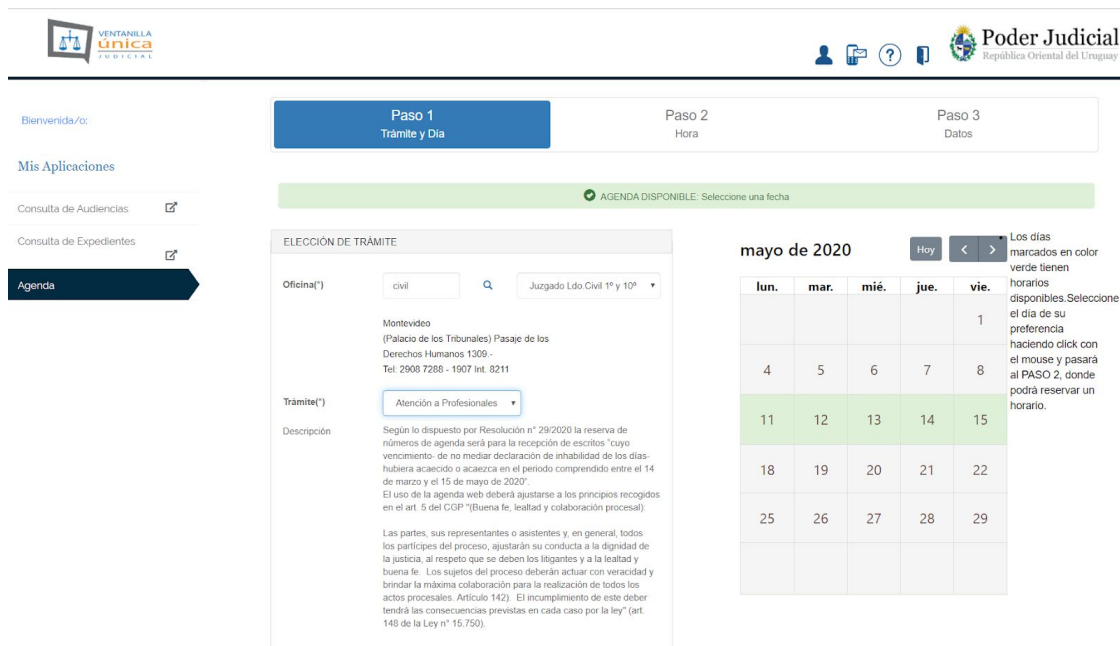 VENTANILLA
única
JUDICIAL
?
Poder Judicial
República Oriental del Uruguay
Bienvenida/o:
Mis Aplicaciones
Consulta de Audiencias
Consulta de Expedientes
Agenda
Paso 1
Trámite y Día
Paso 2
Hora
Paso 3
Datos
AGENDA DISPONIBLE: Seleccione una fecha
ELECCIÓN DE TRÁMITE
Oficina(*)
civil
Juzgado Ldo.Civil 1º y 10º
Montevideo
(Palacio de los Tribunales) Pasaje de los
Derechos Humanos 1309.-
Tel: 2908 7288 - 1907 Int. 8211
Trámite(*)
Atención a Profesionales
Descripción
Según lo dispuesto por Resolución n° 29/2020 la reserva de
números de agenda será para la recepción de escritos "cuyo
vencimiento- de no mediar declaración de inhabilidad de los días-
hubiera acaecido o acaezca en el periodo comprendido entre el 14
de marzo y el 15 de mayo de 2020".
El uso de la agenda web deberá ajustarse a los principios recogidos
en el art. 5 del CGP "(Buena fe, lealtad y colaboración procesal):
Las partes, sus representantes o asistentes y, en general, todos
los partícipes del proceso, ajustarán su conducta a la dignidad de
la justicia, al respeto que se deben los litigantes y a la lealtad y
buena fe. Los sujetos del proceso deberán actuar con veracidad y
brindar la máxima colaboración para la realización de todos los
actos procesales. Artículo 142). El incumplimiento de este deber
tendrá las consecuencias previstas en cada caso por la ley" (art.
148 de la Ley n° 15.750).
mayo de 2020
Hoy < >
lun. mar. mié. jue. vie.
1
4 5 6 7 8
11 12 13 14 15
18 19 20 21 22
25 26 27 28 29
Los días
marcados en color
verde tienen
horarios
disponibles.Seleccione
el día de su
preferencia
haciendo click con
el mouse y pasará
al PASO 2, donde
podrá reservar un
horario.